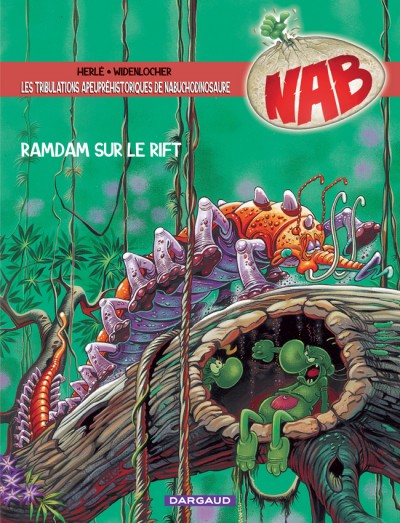 HERLÉ • WIDENLOCHER
LES TRIBULATIONS APEUPRÉHISTORIQUES DE NABUCHODINOSAURE
NAB
RAMDAM SUR LE RIFT
DARGAUD